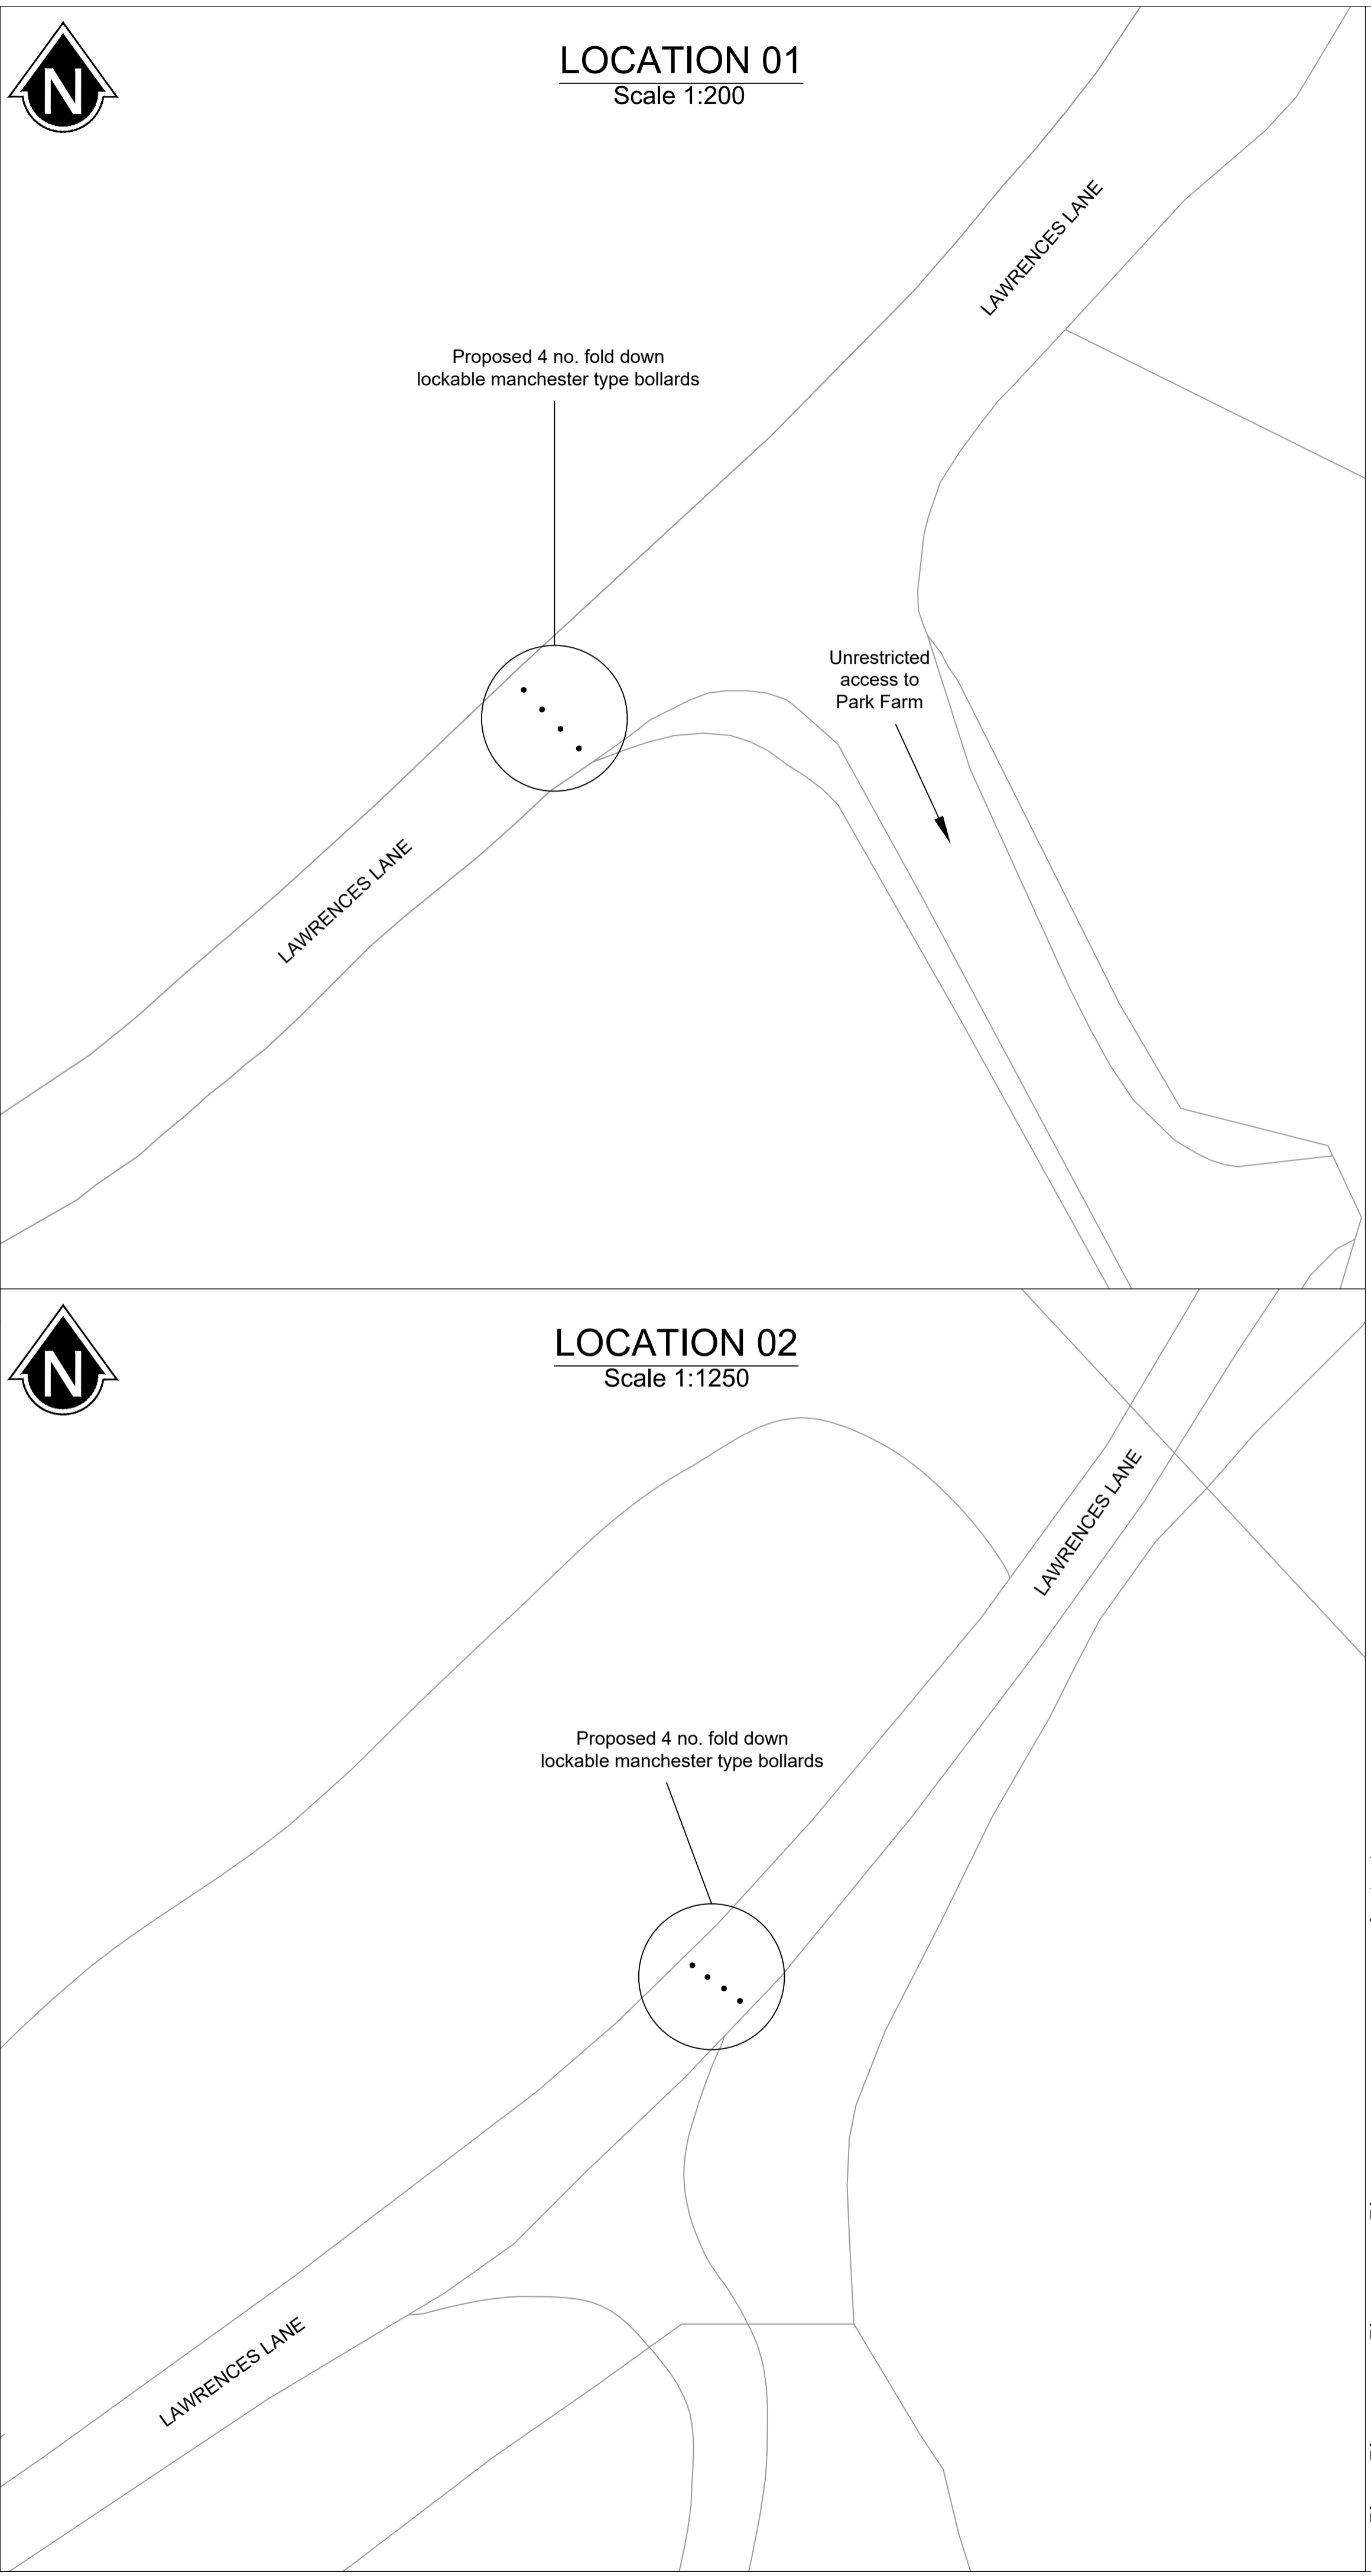 N
LOCATION 01
Scale 1:200
LAWRENCES LANE
Proposed 4 no. fold down
lockable manchester type bollards
Unrestricted
access to
Park Farm
LAWRENCES LANE
N
LOCATION 02
Scale 1:1250
LAWRENCES LANE
Proposed 4 no. fold down
lockable manchester type bollards
LAWRENCES LANE